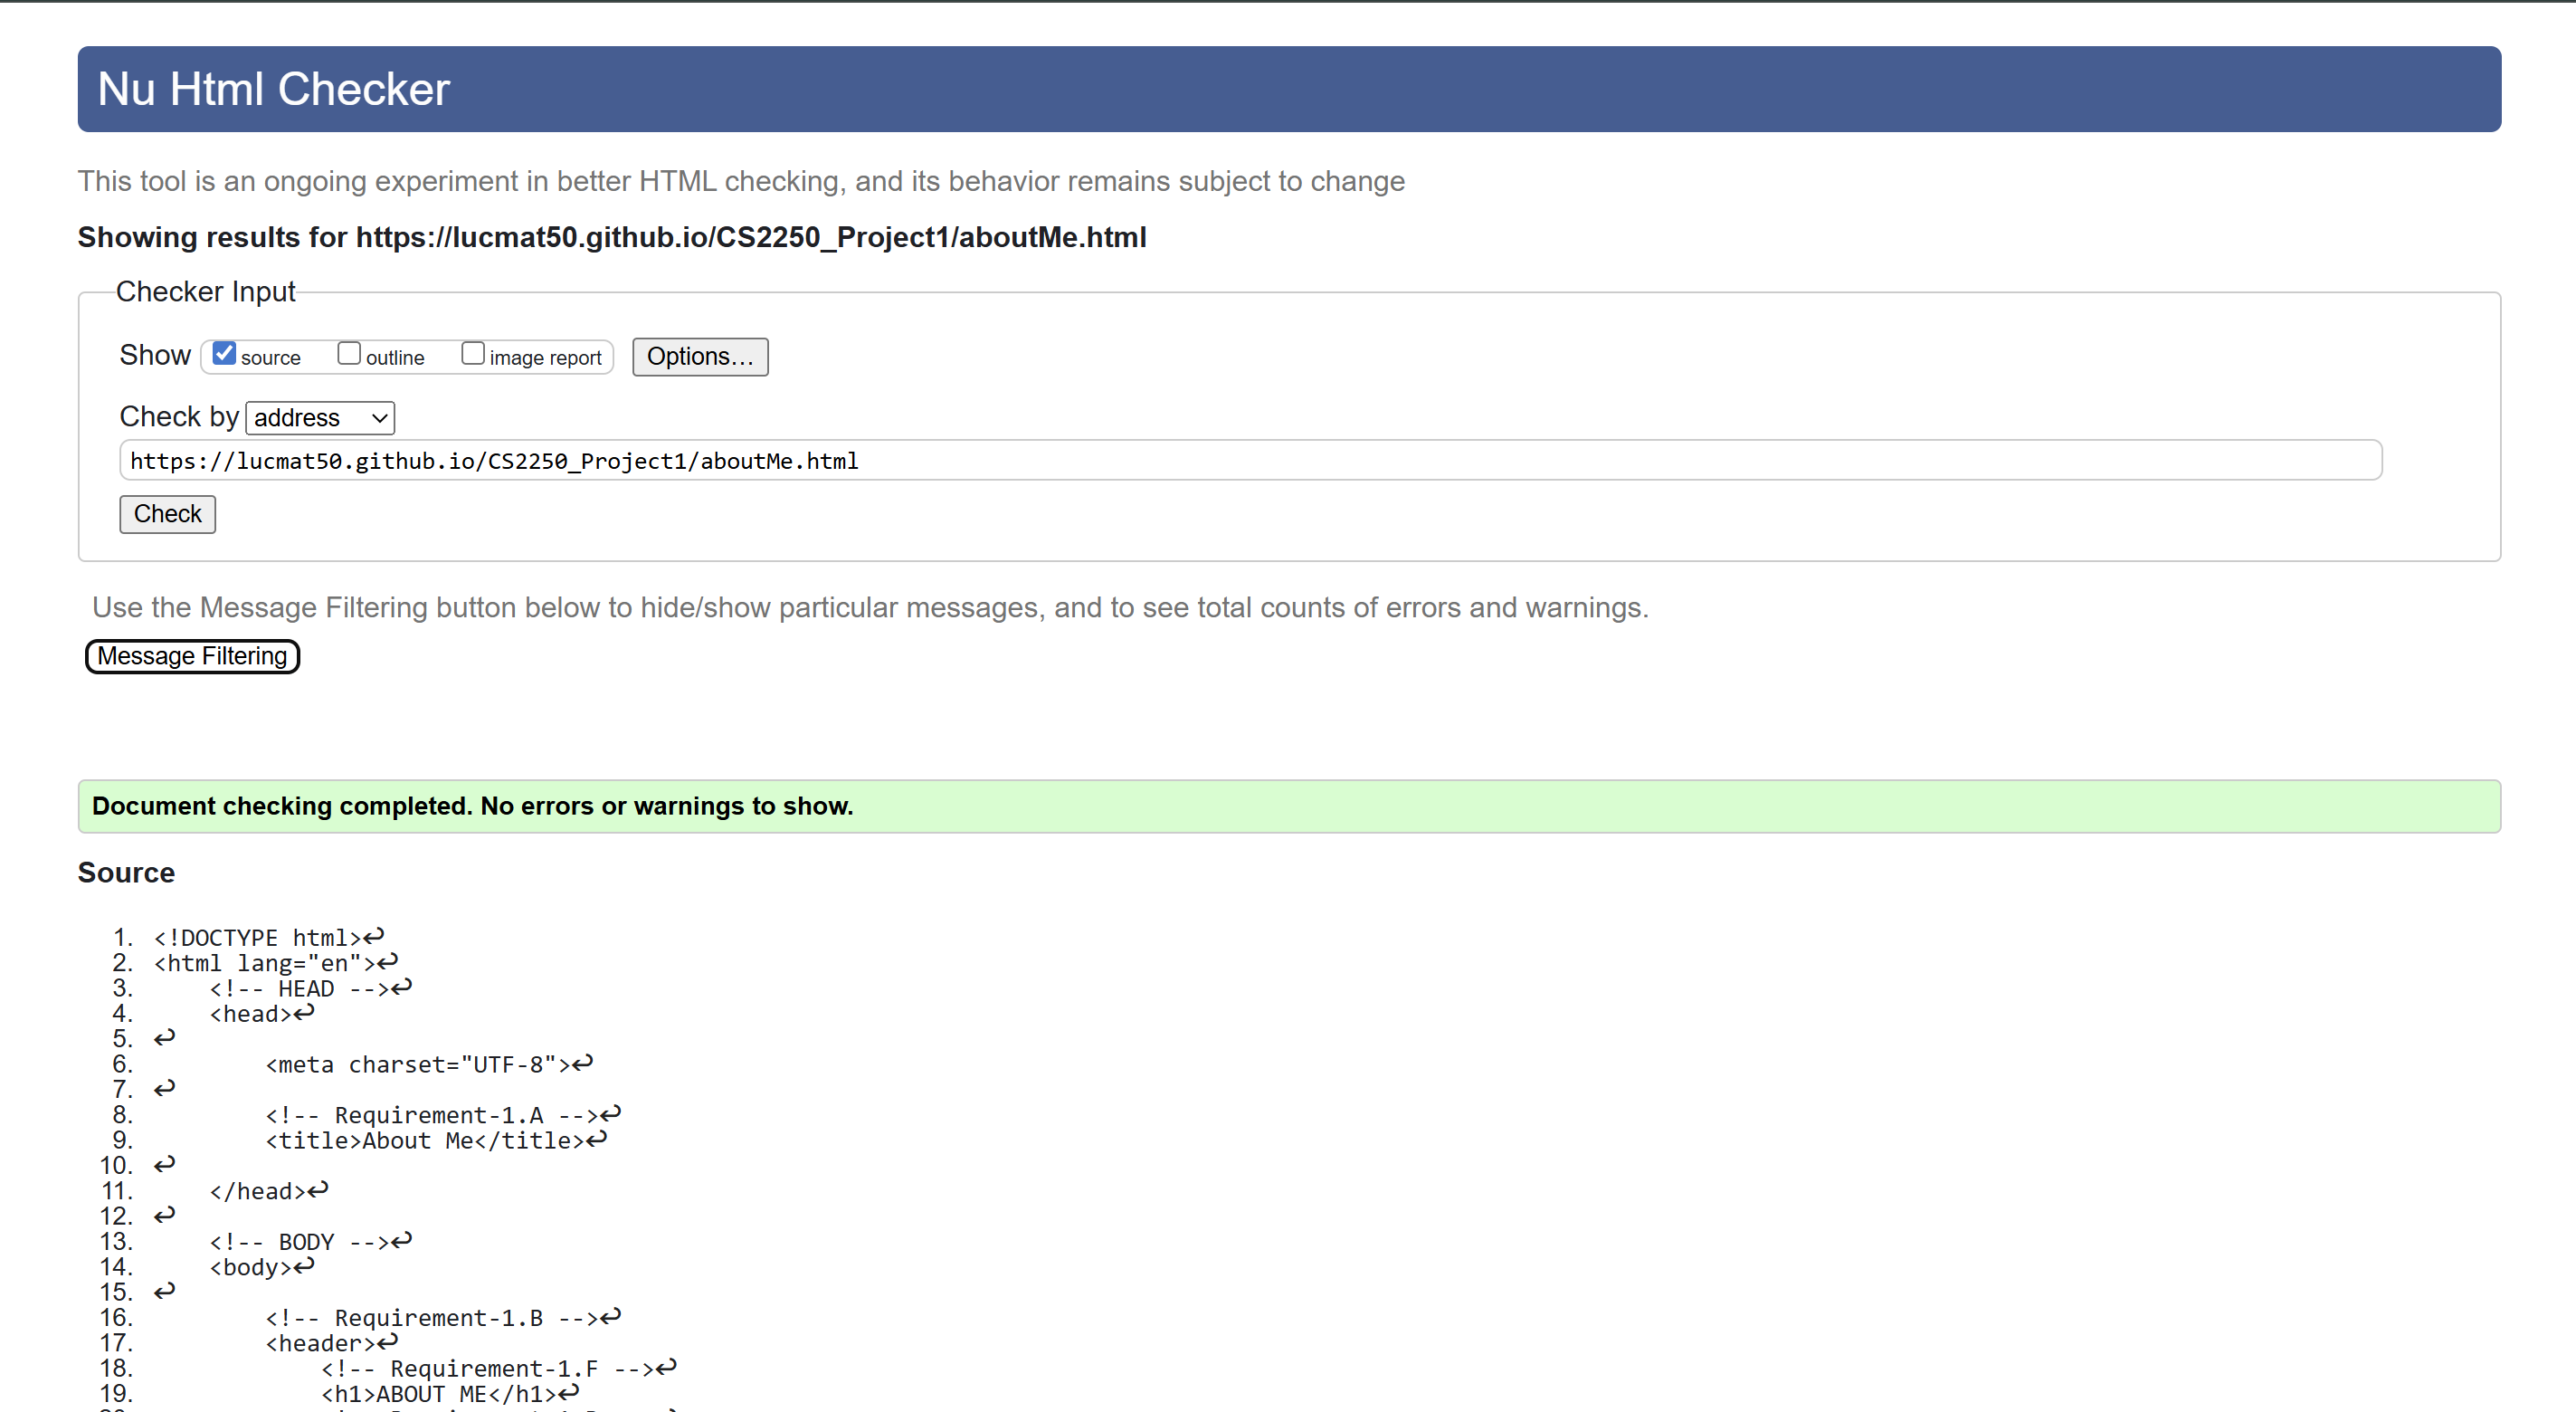 Nu Html Checker
This tool is an ongoing experiment in better HTML checking, and its behavior remains subject to change
Showing results for https://lucmat50.github.io/CS2250_Project1/aboutMe.html
Checker Input
Show source outline image report Options…
Check by address
https://lucmat50.github.io/CS2250_Project1/aboutMe.html
Check
Use the Message Filtering button below to hide/show particular messages, and to see total counts of errors and warnings.
Message Filtering
Document checking completed. No errors or warnings to show.
Source
1. <!DOCTYPE html>↩
2. <html lang="en">↩
3. <!-- HEAD -->↩
4. <head>↩
5. ↩
6. <meta charset="UTF-8">↩
7. ↩
8. <!-- Requirement-1.A -->↩
9. <title>About Me</title>↩
10. ↩
11. </head>↩
12. ↩
13. <!-- BODY -->↩
14. <body>↩
15. ↩
16. <!-- Requirement-1.B -->↩
17. <header>↩
18. <!-- Requirement-1.F -->↩
19. <h1>ABOUT ME</h1>↩